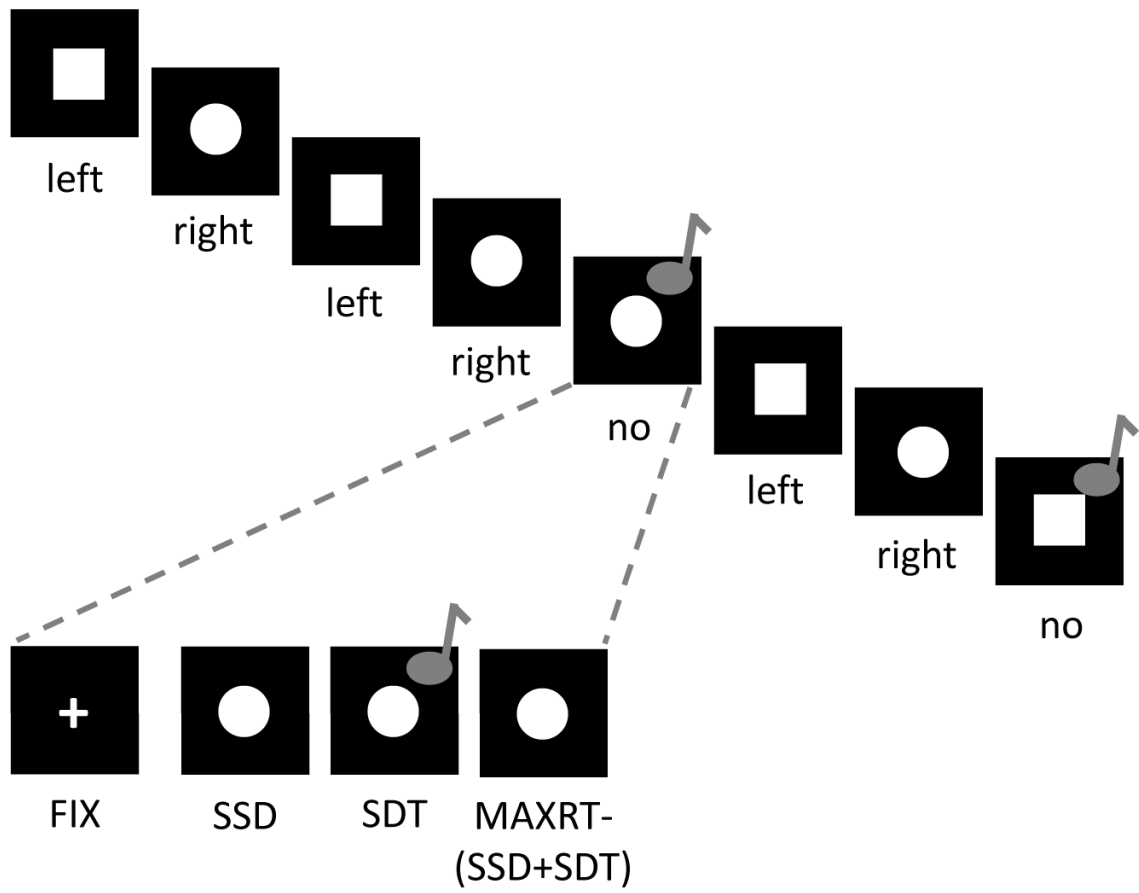 left
right
left
right
no
left
right
no
+
FIX
SSD
SDT
MAXRT-
(SSD+SDT)